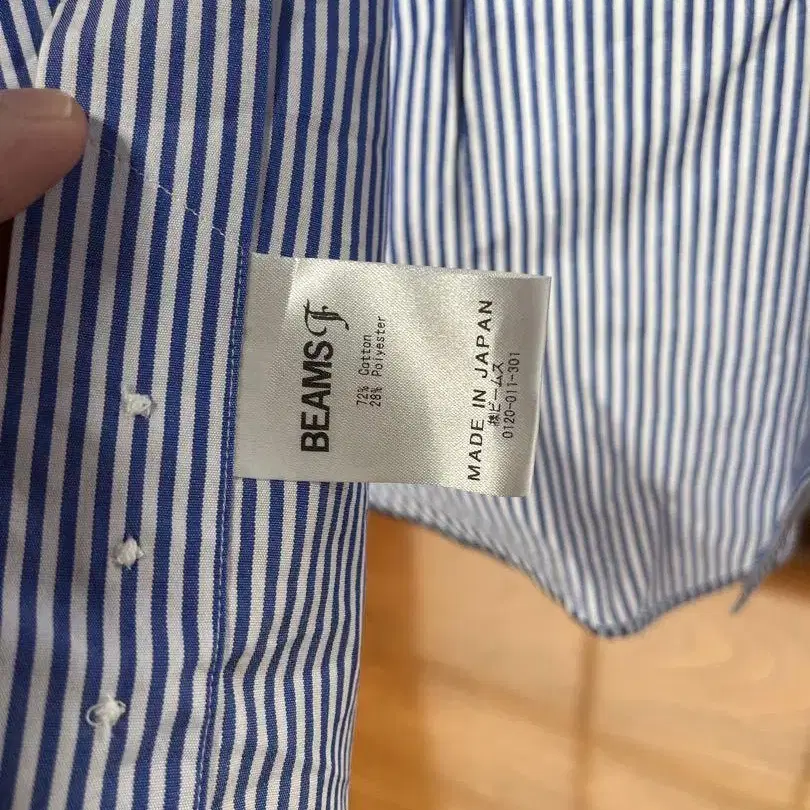 BEAMS F
72% Cotton
28% Polyester
MADE IN JAPAN
㈱ビームス
0120-011-301